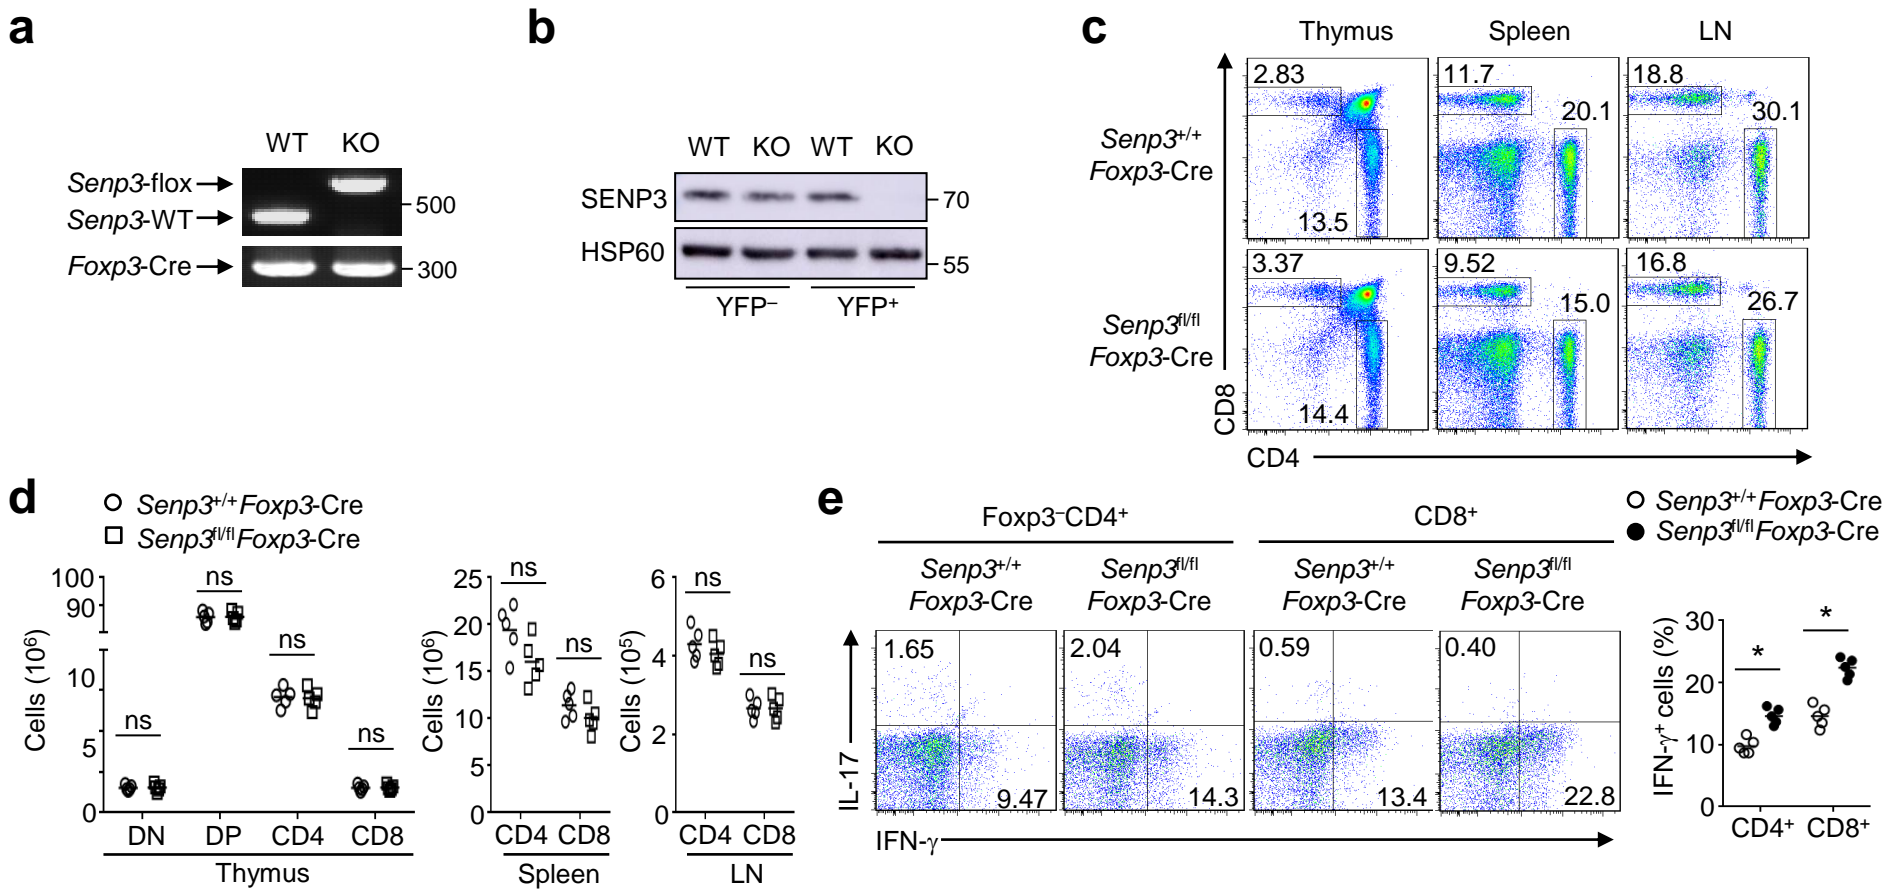 a
WT KO
Senp3-flox
500
Senp3-WT
Foxp3-Cre
300
b
WT KO WT KO
SENP3
70
HSP60
55
YFP⁻ YFP⁺
c
Thymus Spleen LN
Senp3+/+
Foxp3-Cre
2.83
13.5
11.7
20.1
18.8
30.1
Senp3fl/fl
Foxp3-Cre
3.37
14.4
9.52
15.0
16.8
26.7
CD8
CD4
d
Senp3+/+Foxp3-Cre
Senp3fl/flFoxp3-Cre
Cells (10⁶)
100
90
10
5
0
ns
ns
ns
ns
DN DP CD4 CD8
Thymus
Cells (10⁶)
25
20
15
10
5
0
ns
ns
CD4 CD8
Spleen
Cells (10⁵)
6
4
2
0
ns
ns
CD4 CD8
LN
e
Foxp3⁻CD4⁺ CD8⁺
Senp3+/+
Foxp3-Cre
Senp3fl/fl
Foxp3-Cre
Senp3+/+
Foxp3-Cre
Senp3fl/fl
Foxp3-Cre
1.65
9.47
2.04
14.3
0.59
13.4
0.40
22.8
IL-17
IFN-γ
Senp3+/+Foxp3-Cre
Senp3fl/flFoxp3-Cre
IFN-γ⁺ cells (%)
30
20
10
0
*
*
CD4⁺ CD8⁺